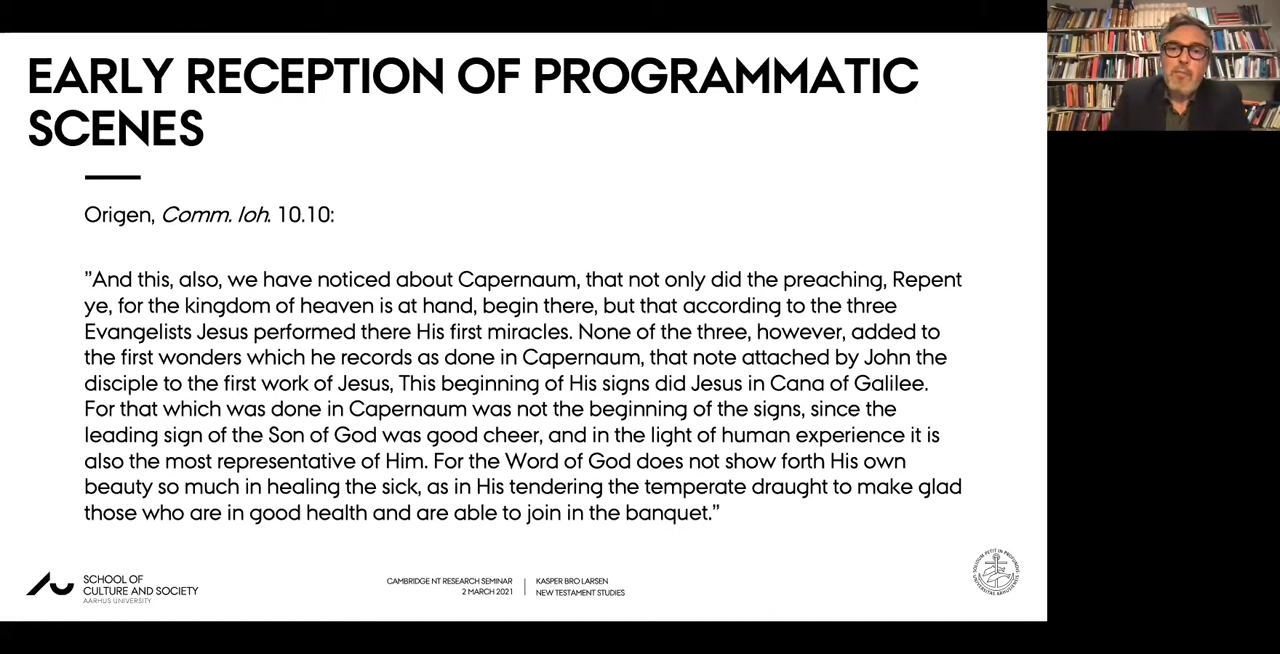 EARLY RECEPTION OF PROGRAMMATIC
SCENES
Origen, Comm. Ioh. 10.10:
”And this, also, we have noticed about Capernaum, that not only did the preaching, Repent
ye, for the kingdom of heaven is at hand, begin there, but that according to the three
Evangelists Jesus performed there His first miracles. None of the three, however, added to
the first wonders which he records as done in Capernaum, that note attached by John the
disciple to the first work of Jesus, This beginning of His signs did Jesus in Cana of Galilee.
For that which was done in Capernaum was not the beginning of the signs, since the
leading sign of the Son of God was good cheer, and in the light of human experience it is
also the most representative of Him. For the Word of God does not show forth His own
beauty so much in healing the sick, as in His tendering the temperate draught to make glad
those who are in good health and are able to join in the banquet.”
SCHOOL OF
CULTURE AND SOCIETY
AARHUS UNIVERSITY
CAMBRIDGE NT RESEARCH SEMINAR
2 MARCH 2021
KASPER BRO LARSEN
NEW TESTAMENT STUDIES
SOLIDUM PETIT IN PROFUNDIS
UNIVERSITAS ARHUSIENSIS